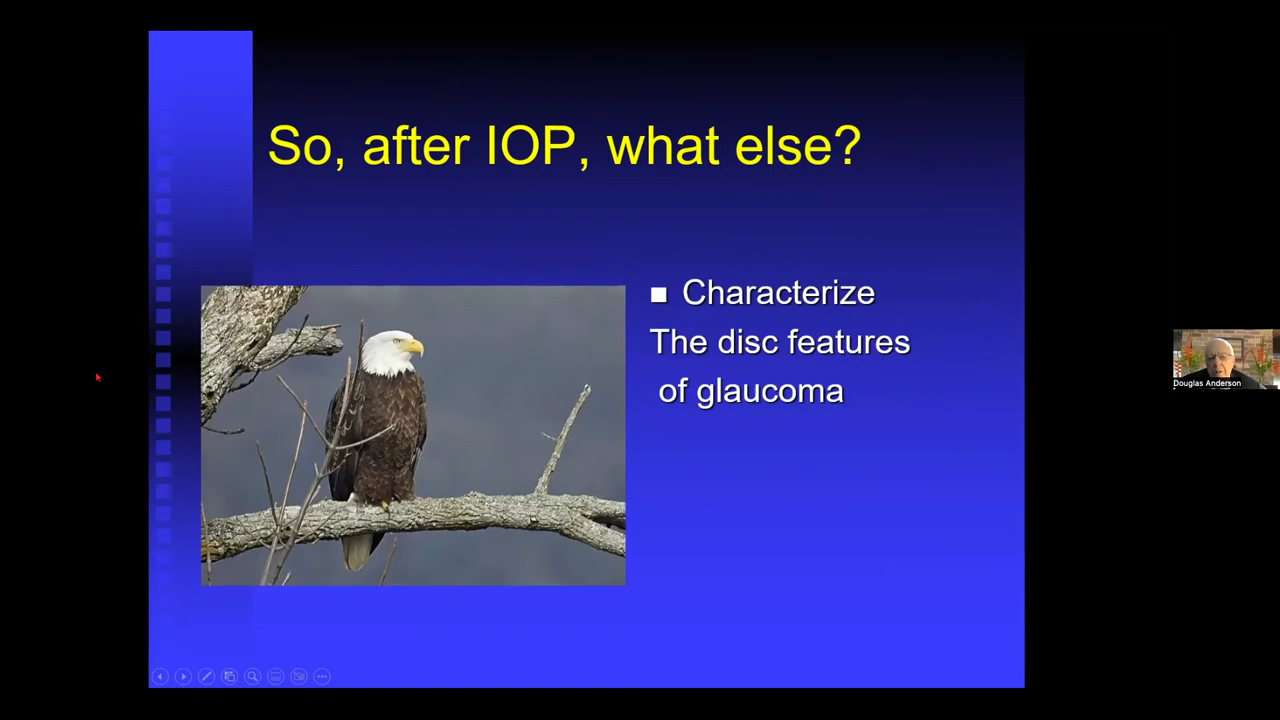 So, after IOP, what else?
Characterize
The disc features
of glaucoma
Douglas Anderson